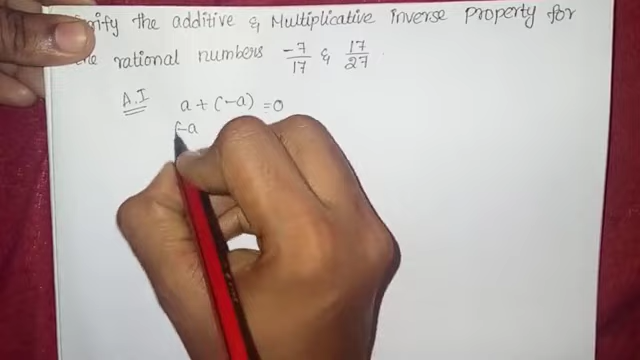 the additive & Multiplicative inverse Property for
rational numbers -7/17 & 17/27
A.I a + (-a) = 0
(-a